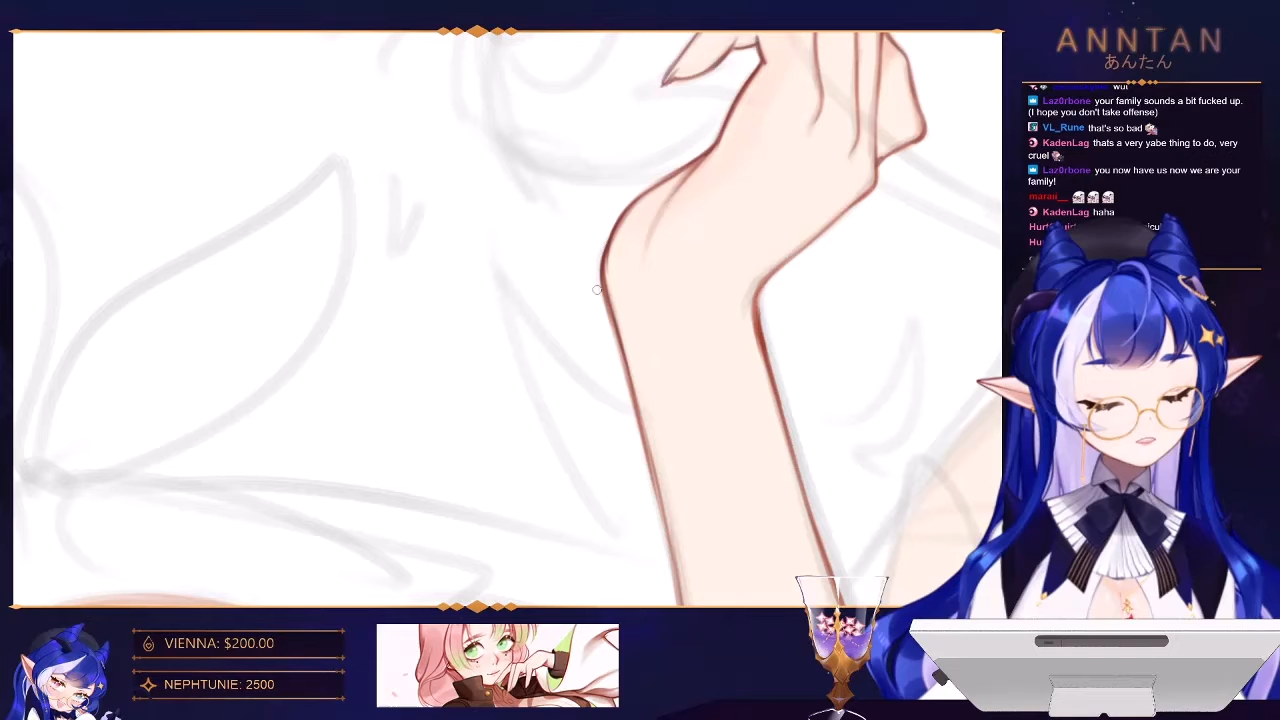 ANNTAN
あんたん
wut
Laz0rbone your family sounds a bit fucked up.
(I hope you don't take offense)
VL_Rune that's so bad
KadenLag thats a very yabe thing to do, very
cruel
Laz0rbone you now have us now we are your
family!
maraii__
KadenLag haha
VIENNA: $200.00
NEPHTUNIE: 2500